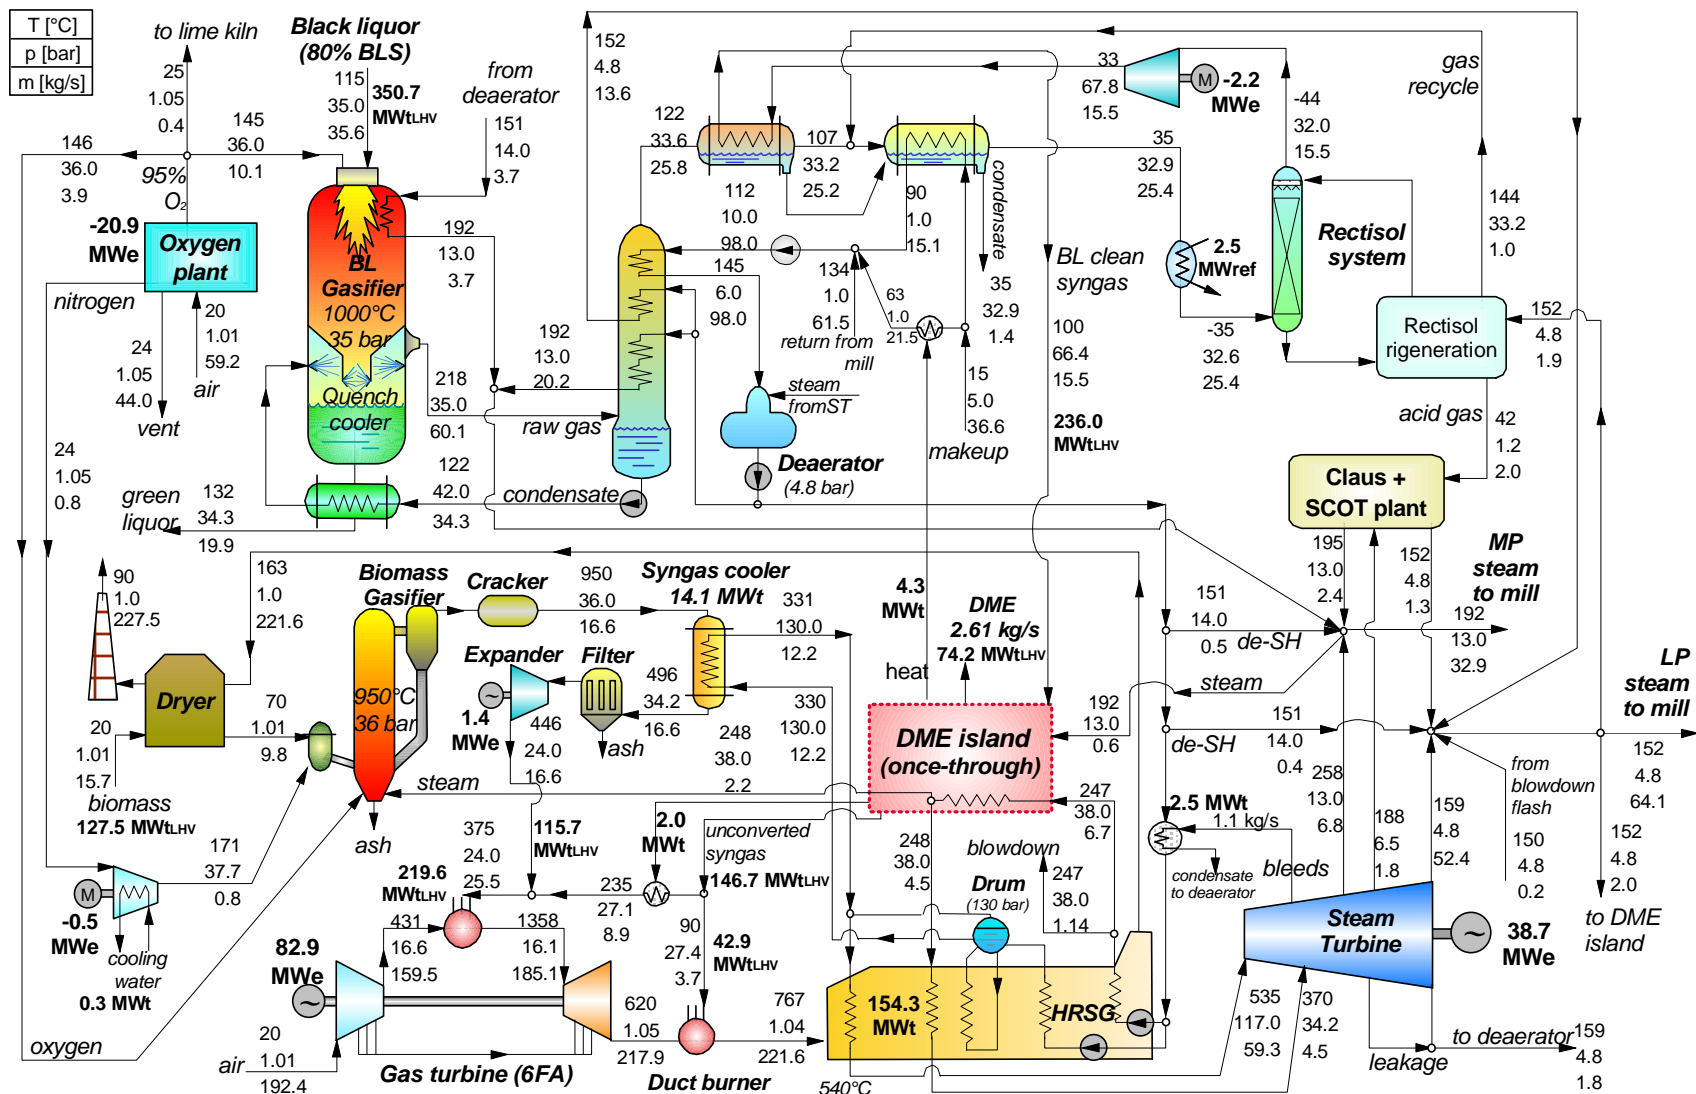 T [°C]
p [bar]
m [kg/s]
to lime kiln
25
1.05
0.4
Black liquor
(80% BLS)
115
35.0
35.6
350.7
MWtLHV
from
deaerator
151
14.0
3.7
152
4.8
13.6
146
36.0
3.9
145
36.0
10.1
95%
O2
-20.9
MWe
Oxygen
plant
nitrogen
24
1.05
44.0
vent
20
1.01
59.2
air
24
1.05
0.8
BL
Gasifier
1000°C
35 bar
Quench
cooler
192
13.0
3.7
192
13.0
20.2
218
35.0
60.1
raw gas
122
42.0
34.3
condensate
green
liquor
132
34.3
19.9
122
33.6
25.8
107
33.2
25.2
112
10.0
98.0
145
6.0
98.0
134
1.0
61.5
return from
mill
63
1.0
21.5
90
1.0
15.1
condensate
35
32.9
1.4
15
5.0
36.6
makeup
steam
fromST
Deaerator
(4.8 bar)
BL clean
syngas
100
66.4
15.5
236.0
MWtLHV
33
67.8
15.5
M
-2.2
MWe
-44
32.0
15.5
35
32.9
25.4
2.5
MWref
-35
32.6
25.4
Rectisol
system
gas
recycle
144
33.2
1.0
Rectisol
rigeneration
152
4.8
1.9
acid gas
42
1.2
2.0
Claus +
SCOT plant
195
13.0
2.4
152
4.8
1.3
MP
steam
to mill
192
13.0
32.9
LP
steam
to mill
152
4.8
64.1
152
4.8
2.0
to DME
island
151
14.0
0.5
de-SH
steam
192
13.0
0.6
151
14.0
0.4
de-SH
from
blowdown
flash
150
4.8
0.2
258
13.0
6.8
188
6.5
1.8
159
4.8
52.4
bleeds
2.5 MWt
1.1 kg/s
condensate
to deaerator
Steam
Turbine
38.7
MWe
to deaerator
159
4.8
1.8
leakage
535
117.0
59.3
370
34.2
4.5
90
1.0
227.5
163
1.0
221.6
Dryer
20
1.01
15.7
biomass
127.5 MWtLHV
70
1.01
9.8
Biomass
Gasifier
950°C
36 bar
ash
Cracker
950
36.0
16.6
Syngas cooler
14.1 MWt
331
130.0
12.2
330
130.0
12.2
Expander
1.4
MWe
Filter
496
34.2
16.6
ash
446
24.0
16.6
248
38.0
2.2
steam
4.3
MWt
heat
DME
2.61 kg/s
74.2 MWtLHV
DME island
(once-through)
247
38.0
6.7
248
38.0
4.5
unconverted
syngas
146.7 MWtLHV
2.0
MWt
115.7
MWtLHV
235
27.1
8.9
90
27.4
3.7
42.9
MWtLHV
375
24.0
25.5
219.6
MWtLHV
431
16.6
159.5
1358
16.1
185.1
171
37.7
0.8
M
-0.5
MWe
cooling
water
0.3 MWt
oxygen
82.9
MWe
20
1.01
192.4
air
Gas turbine (6FA)
620
1.05
217.9
Duct burner
767
1.04
221.6
blowdown
247
38.0
1.14
Drum
(130 bar)
154.3
MWt
HRSG
540°C